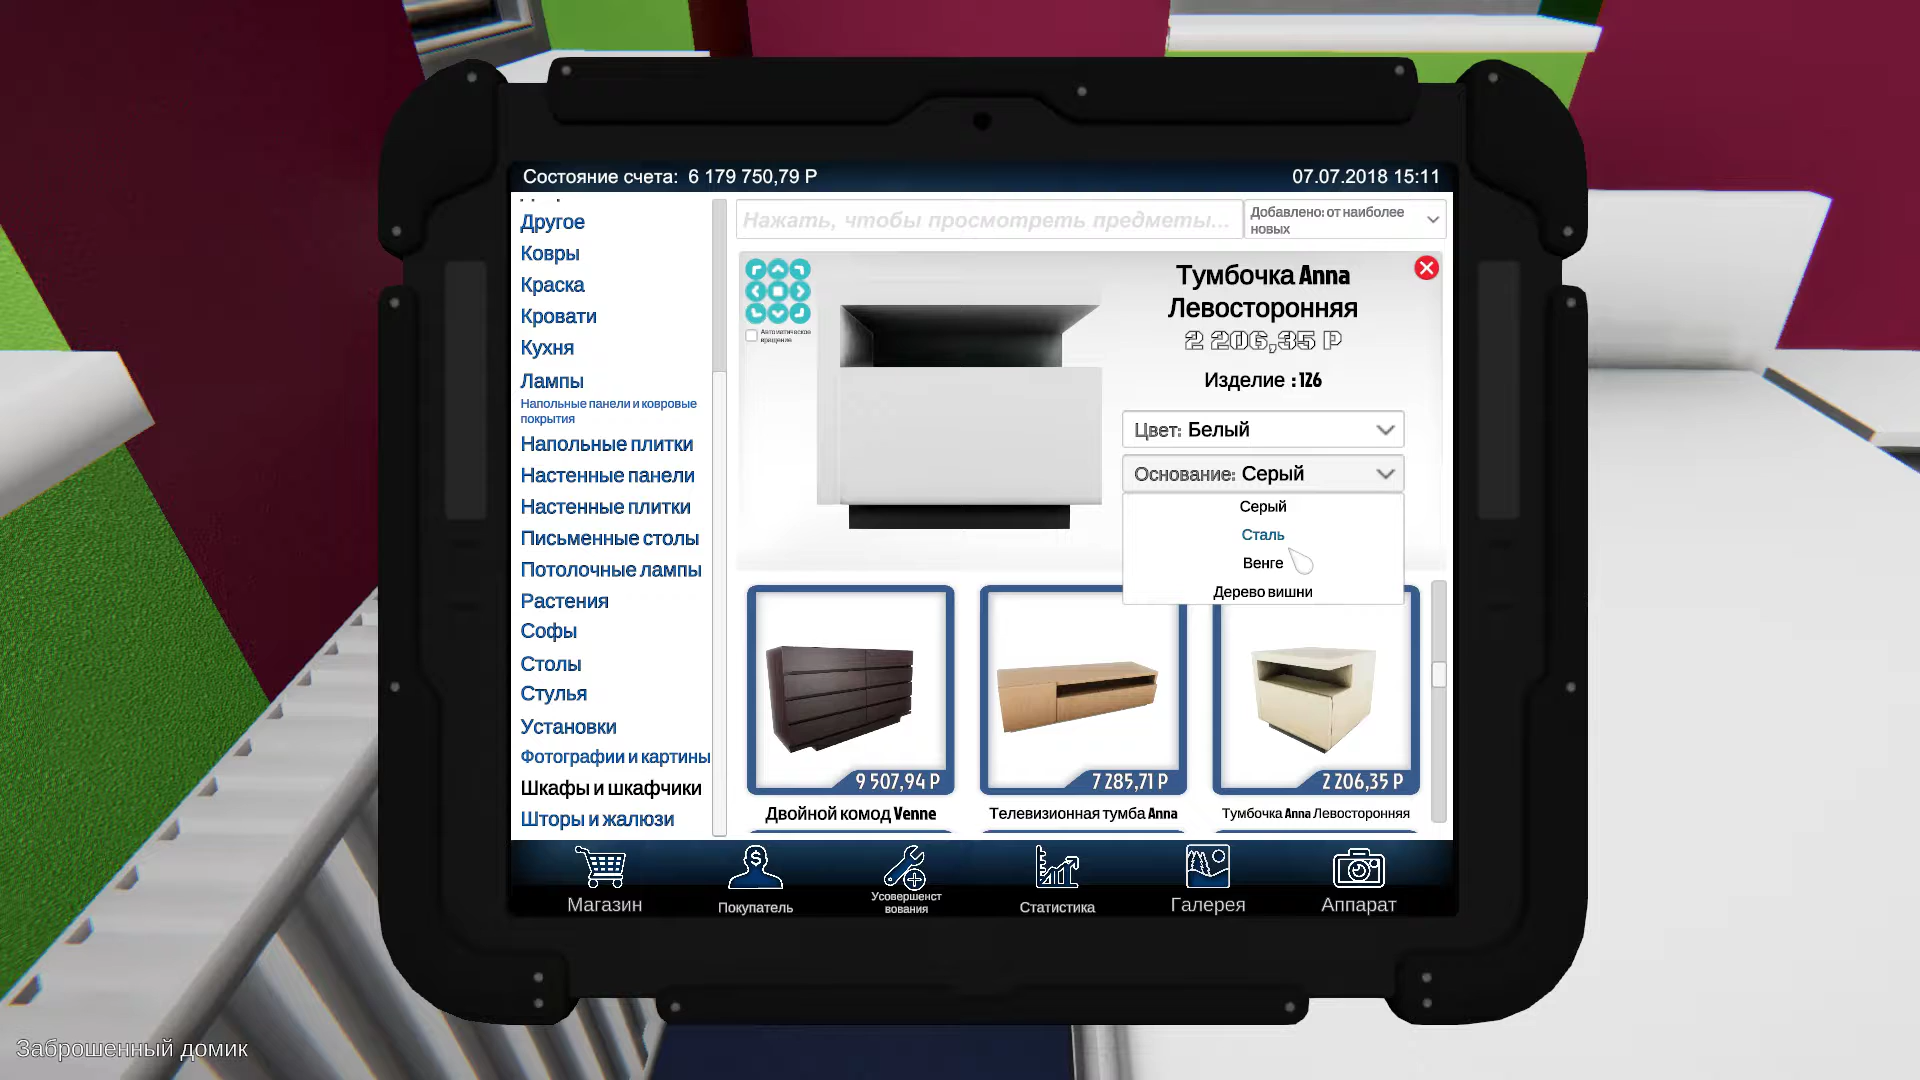 Состояние счета: 6 179 750,79 Р
07.07.2018 15:11
Другое
Ковры
Краска
Кровати
Кухня
Лампы
Напольные панели и ковровые
покрытия
Напольные плитки
Настенные панели
Настенные плитки
Письменные столы
Потолочные лампы
Растения
Софы
Столы
Стулья
Установки
Фотографии и картины
Шкафы и шкафчики
Шторы и жалюзи
Нажать, чтобы просмотреть предметы...
Добавлено: от наиболее
новых
Автоматическое
вращение
Тумбочка Anna
Левосторонняя
2 206,35 Р
Изделие : 126
Цвет: Белый
Основание: Серый
Серый
Сталь
Венге
Дерево вишни
9 507,94 Р
Двойной комод Venne
7 285,71 Р
Телевизионная тумба Anna
2 206,35 Р
Тумбочка Anna Левосторонняя
Магазин
Покупатель
Усовершенст
вования
Статистика
Галерея
Аппарат
Заброшенный домик